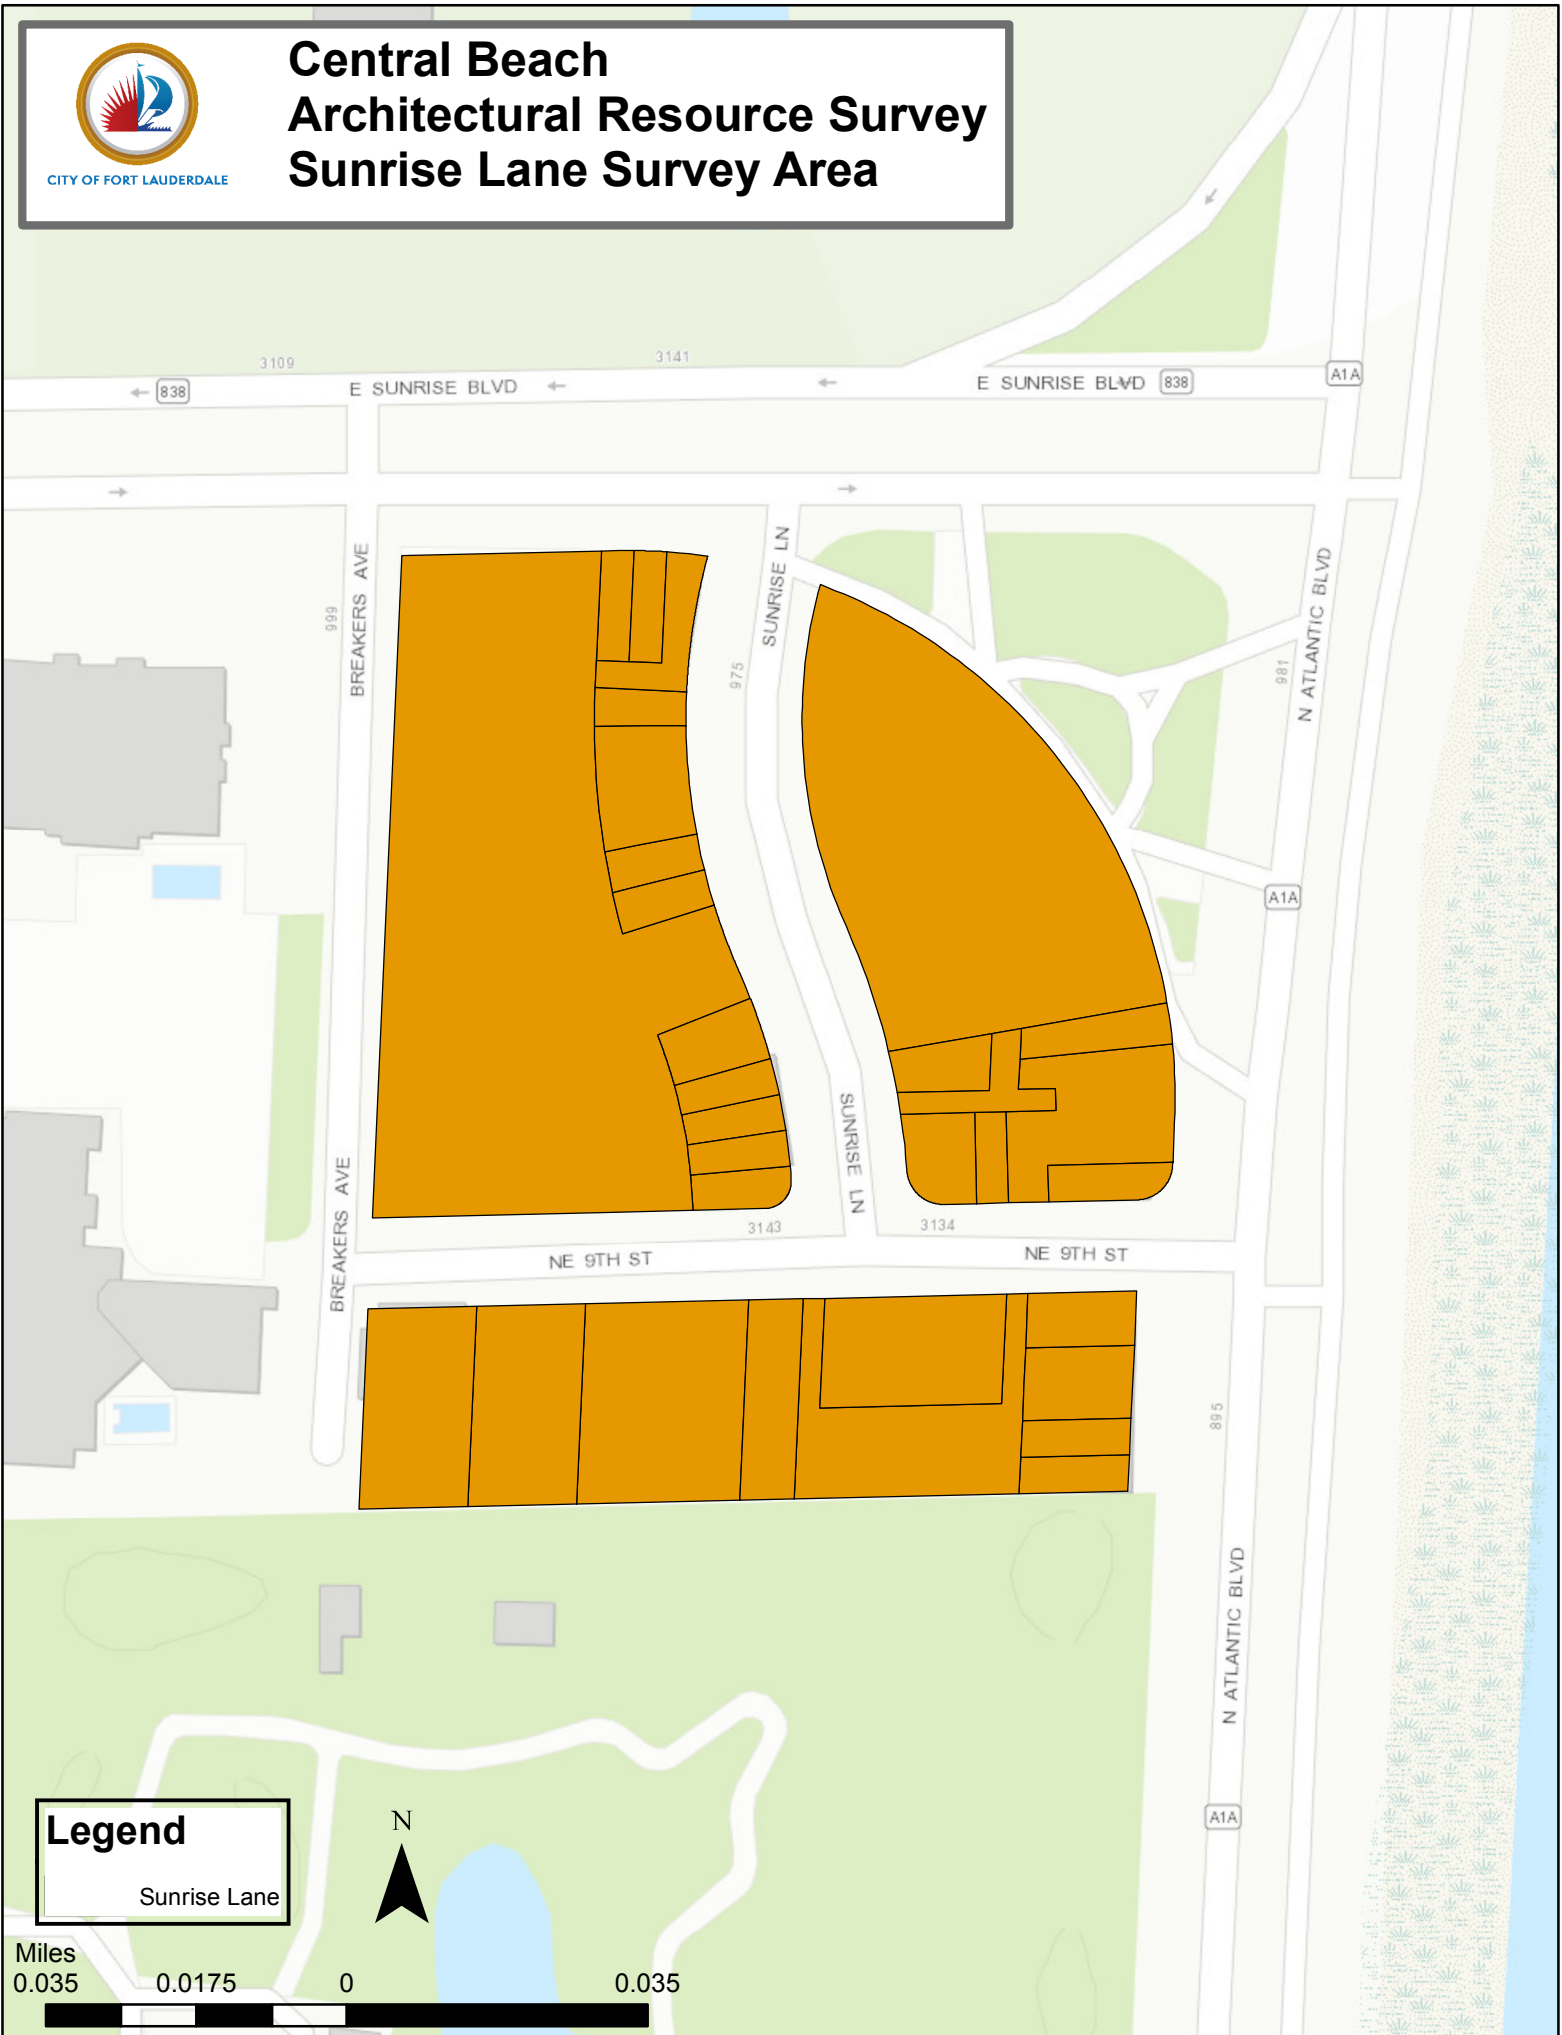 Central Beach
Architectural Resource Survey
Sunrise Lane Survey Area
CITY OF FORT LAUDERDALE
3109
3141
838
E SUNRISE BLVD
E SUNRISE BLVD
838
A1A
BREAKERS AVE
999
SUNRISE LN
975
N ATLANTIC BLVD
981
A1A
SUNRISE LN
BREAKERS AVE
3143
3134
NE 9TH ST
NE 9TH ST
895
N ATLANTIC BLVD
A1A
Legend
Sunrise Lane
N
Miles
0.035 0.0175 0 0.035